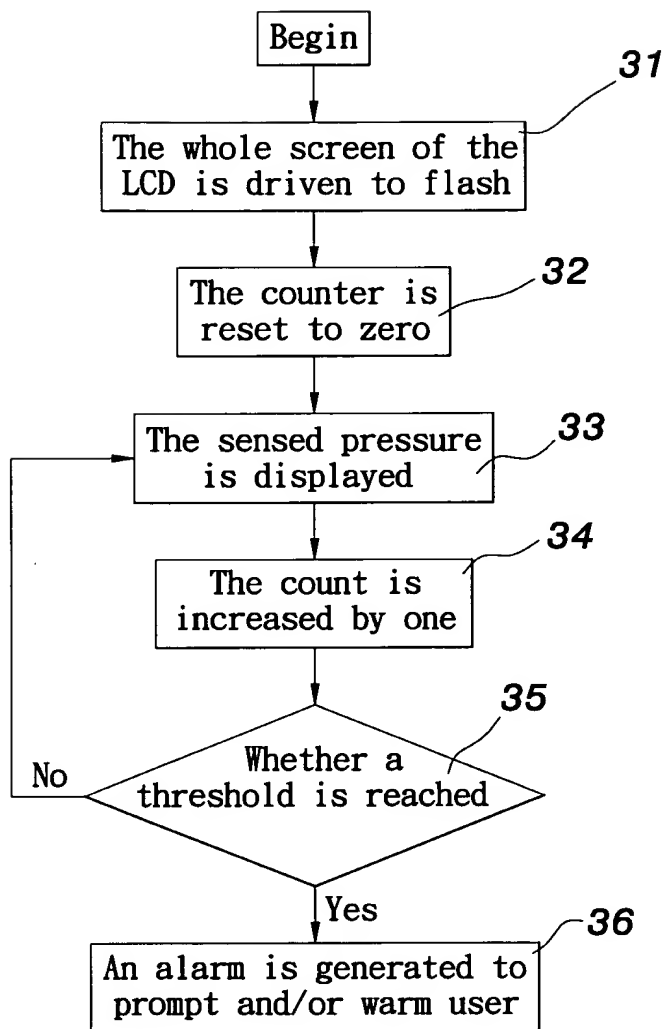 Begin
31
The whole screen of the
LCD is driven to flash
32
The counter is
reset to zero
33
The sensed pressure
is displayed
34
The count is
increased by one
35
Whether a
threshold is reached
No
Yes
36
An alarm is generated to
prompt and/or warm user